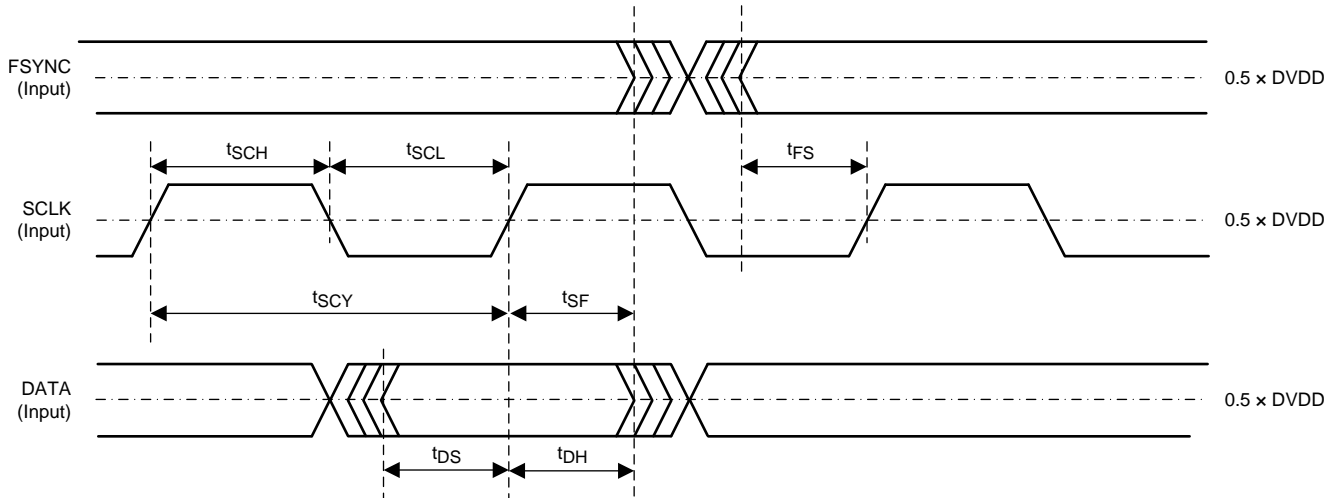 FSYNC
(Input)
0.5 × DVDD
tSCH
tSCL
tFS
SCLK
(Input)
0.5 × DVDD
tSCY
tSF
DATA
(Input)
0.5 × DVDD
tDS
tDH